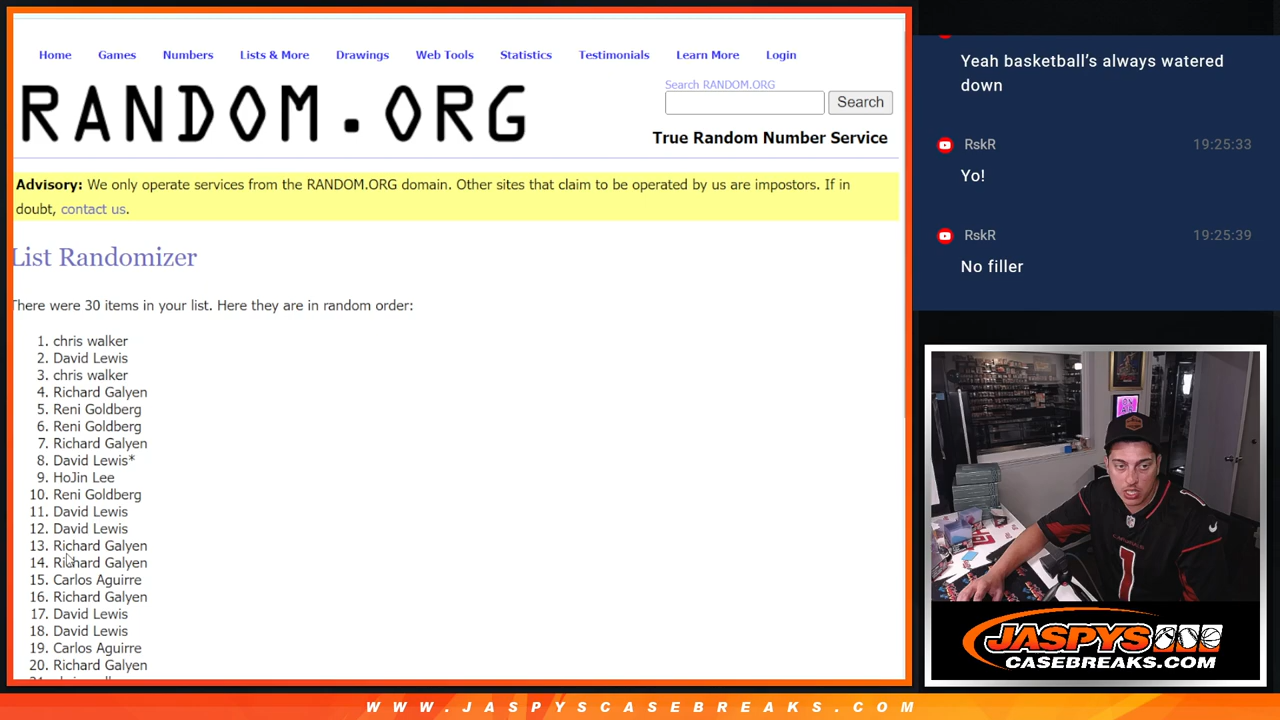 Home Games Numbers Lists & More Drawings Web Tools Statistics Testimonials Learn More Login
RANDOM.ORG
Search RANDOM.ORG
Search
True Random Number Service
Advisory: We only operate services from the RANDOM.ORG domain. Other sites that claim to be operated by us are impostors. If in
doubt, contact us.
List Randomizer
There were 30 items in your list. Here they are in random order:
1. chris walker
2. David Lewis
3. chris walker
4. Richard Galyen
5. Reni Goldberg
6. Reni Goldberg
7. Richard Galyen
8. David Lewis*
9. HoJin Lee
10. Reni Goldberg
11. David Lewis
12. David Lewis
13. Richard Galyen
14. Richard Galyen
15. Carlos Aguirre
16. Richard Galyen
17. David Lewis
18. David Lewis
19. Carlos Aguirre
20. Richard Galyen
Yeah basketball’s always watered
down
RskR 19:25:33
Yo!
RskR 19:25:39
No filler
1
JASPYS
CASEBREAKS.COM
WWW.JASPYSCASEBREAKS.COM